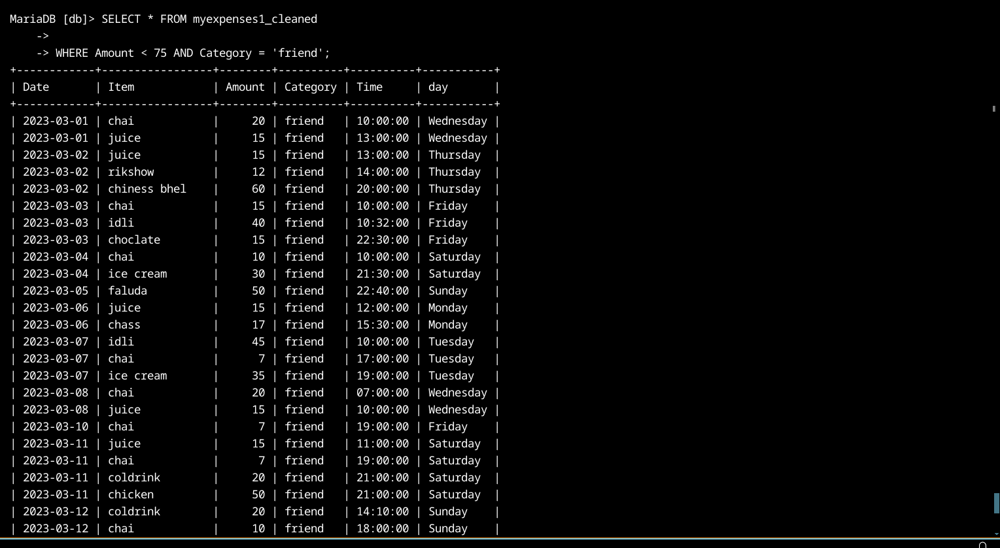 MariaDB [db]> SELECT * FROM myexpenses1_cleaned
    ->
    -> WHERE Amount < 75 AND Category = 'friend';
+------------+-----------------+--------+----------+----------+-----------+
| Date       | Item            | Amount | Category | Time     | day       |
+------------+-----------------+--------+----------+----------+-----------+
| 2023-03-01 | chai            |     20 | friend   | 10:00:00 | Wednesday |
| 2023-03-01 | juice           |     15 | friend   | 13:00:00 | Wednesday |
| 2023-03-02 | juice           |     15 | friend   | 13:00:00 | Thursday  |
| 2023-03-02 | rikshow         |     12 | friend   | 14:00:00 | Thursday  |
| 2023-03-02 | chiness bhel    |     60 | friend   | 20:00:00 | Thursday  |
| 2023-03-03 | chai            |     15 | friend   | 10:00:00 | Friday    |
| 2023-03-03 | idli            |     40 | friend   | 10:32:00 | Friday    |
| 2023-03-03 | choclate        |     15 | friend   | 22:30:00 | Friday    |
| 2023-03-04 | chai            |     10 | friend   | 10:00:00 | Saturday  |
| 2023-03-04 | ice cream       |     30 | friend   | 21:30:00 | Saturday  |
| 2023-03-05 | faluda          |     50 | friend   | 22:40:00 | Sunday    |
| 2023-03-06 | juice           |     15 | friend   | 12:00:00 | Monday    |
| 2023-03-06 | chass           |     17 | friend   | 15:30:00 | Monday    |
| 2023-03-07 | idli            |     45 | friend   | 10:00:00 | Tuesday   |
| 2023-03-07 | chai            |      7 | friend   | 17:00:00 | Tuesday   |
| 2023-03-07 | ice cream       |     35 | friend   | 19:00:00 | Tuesday   |
| 2023-03-08 | chai            |     20 | friend   | 07:00:00 | Wednesday |
| 2023-03-08 | juice           |     15 | friend   | 10:00:00 | Wednesday |
| 2023-03-10 | chai            |      7 | friend   | 19:00:00 | Friday    |
| 2023-03-11 | juice           |     15 | friend   | 11:00:00 | Saturday  |
| 2023-03-11 | chai            |      7 | friend   | 19:00:00 | Saturday  |
| 2023-03-11 | coldrink        |     20 | friend   | 21:00:00 | Saturday  |
| 2023-03-11 | chicken         |     50 | friend   | 21:00:00 | Saturday  |
| 2023-03-12 | coldrink        |     20 | friend   | 14:10:00 | Sunday    |
| 2023-03-12 | chai            |     10 | friend   | 18:00:00 | Sunday    |